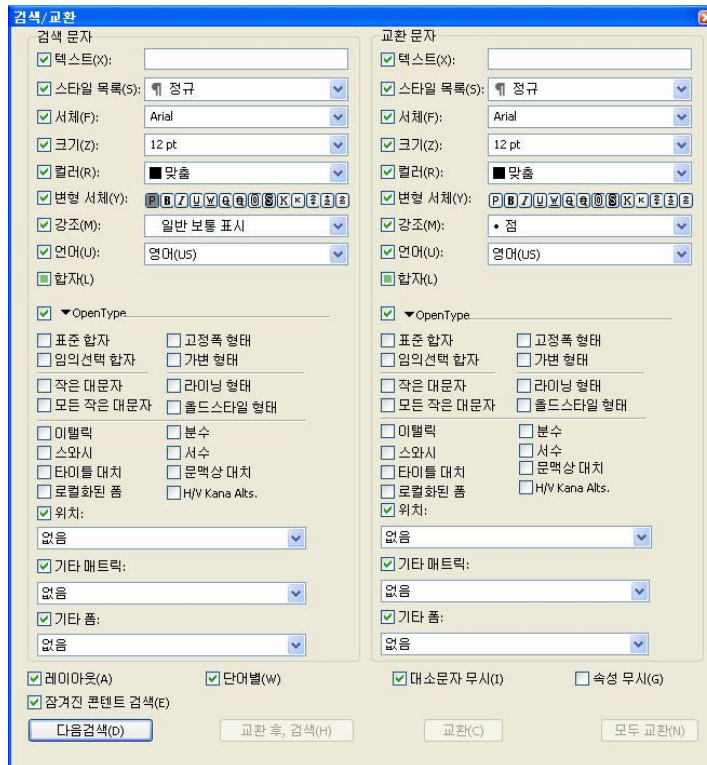 검색/교환
검색 문자
텍스트(X):
스타일 목록(S): ¶ 정규
서체(F): Arial
크기(Z): 12 pt
컬러(R): 맞춤
변형 서체(Y): P B I U W Q Q O S K K
강조(M): 일반 보통 표시
언어(U): 영어(US)
합자(L)
▼OpenType
표준 합자 고정폭 형태
임의선택 합자 가변 형태
작은 대문자 라이닝 형태
모든 작은 대문자 올드스타일 형태
이탤릭 분수
스와시 서수
타이틀 대치 문맥상 대치
로컬화된 폼 H/V Kana Alts.
위치:
없음
기타 매트릭:
없음
기타 폼:
없음
교환 문자
텍스트(X):
스타일 목록(S): ¶ 정규
서체(F): Arial
크기(Z): 12 pt
컬러(R): 맞춤
변형 서체(Y): P B I U W Q Q O S K K
강조(M): • 점
언어(U): 영어(US)
합자(L)
▼OpenType
표준 합자 고정폭 형태
임의선택 합자 가변 형태
작은 대문자 라이닝 형태
모든 작은 대문자 올드스타일 형태
이탤릭 분수
스와시 서수
타이틀 대치 문맥상 대치
로컬화된 폼 H/V Kana Alts.
위치:
없음
기타 매트릭:
없음
기타 폼:
없음
레이아웃(A) 단어별(W) 대소문자 무시(I) 속성 무시(G)
잠겨진 콘텐트 검색(E)
다음검색(D) 교환 후, 검색(H) 교환(C) 모두 교환(N)